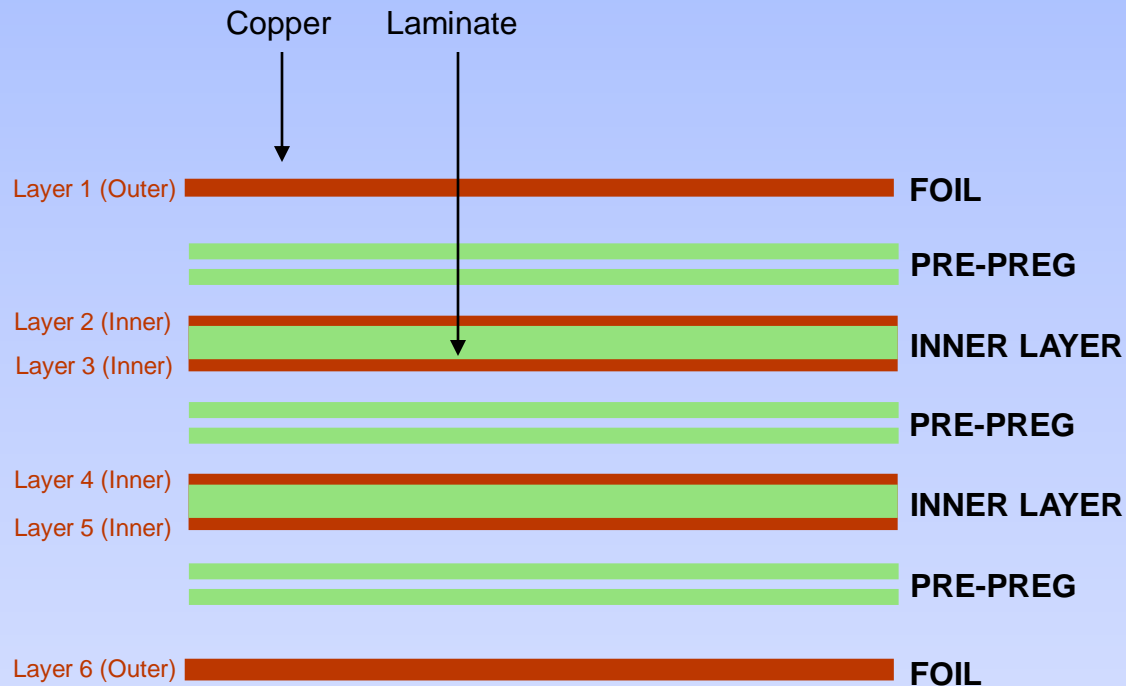 Copper Laminate
Layer 1 (Outer) FOIL
PRE-PREG
Layer 2 (Inner)
INNER LAYER
Layer 3 (Inner)
PRE-PREG
Layer 4 (Inner)
INNER LAYER
Layer 5 (Inner)
PRE-PREG
Layer 6 (Outer) FOIL